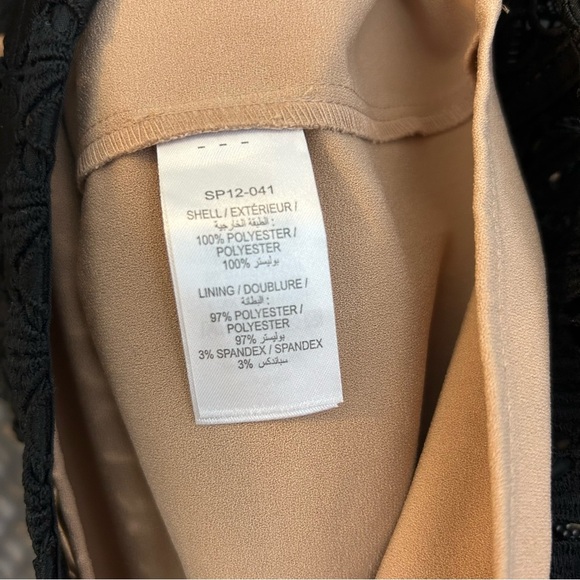 - - -
SP12-041
SHELL / EXTÉRIEUR /
الطبقة الخارجية :
100% POLYESTER /
POLYESTER
100% بوليستر
LINING / DOUBLURE /
البطانة :
97% POLYESTER /
POLYESTER
97% بوليستر
3% SPANDEX / SPANDEX
3% سباندكس